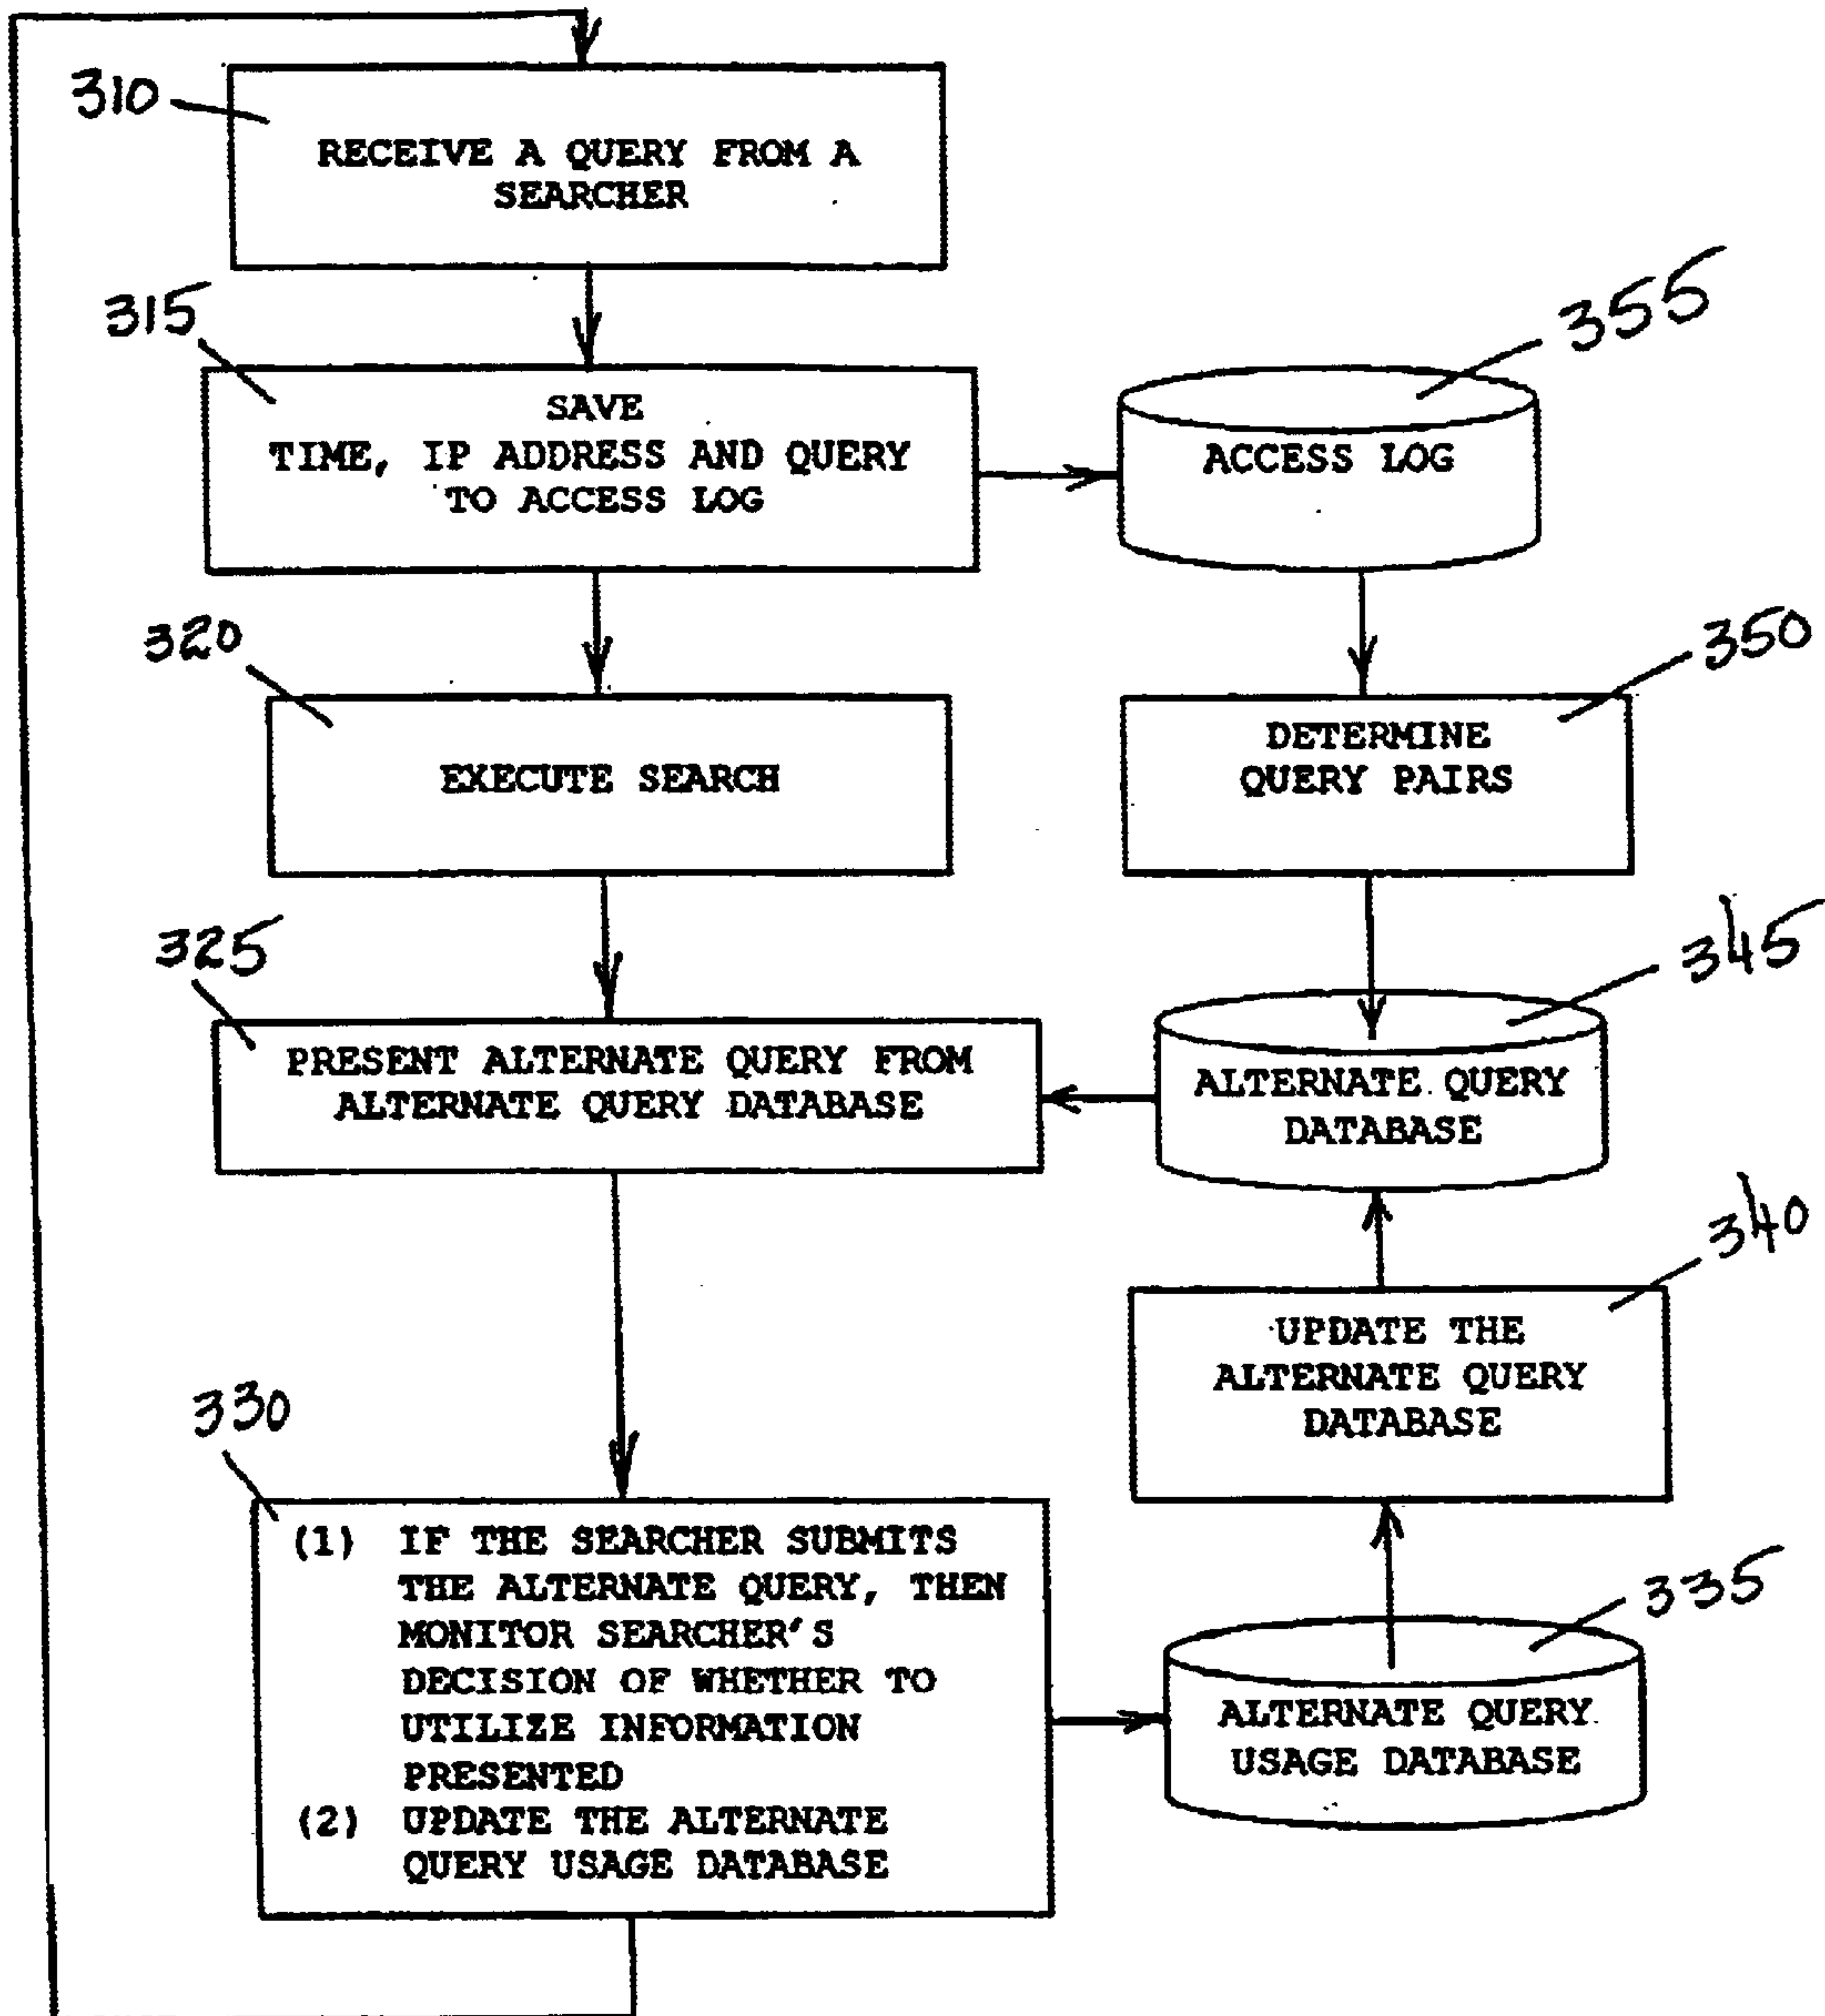 310
RECEIVE A QUERY FROM A
SEARCHER
315
SAVE
TIME, IP ADDRESS AND QUERY
TO ACCESS LOG
355
ACCESS LOG
320
EXECUTE SEARCH
350
DETERMINE
QUERY PAIRS
325
PRESENT ALTERNATE QUERY FROM
ALTERNATE QUERY DATABASE
345
ALTERNATE QUERY
DATABASE
340
UPDATE THE
ALTERNATE QUERY
DATABASE
330
(1) IF THE SEARCHER SUBMITS
THE ALTERNATE QUERY, THEN
MONITOR SEARCHER'S
DECISION OF WHETHER TO
UTILIZE INFORMATION
PRESENTED
(2) UPDATE THE ALTERNATE
QUERY USAGE DATABASE
335
ALTERNATE QUERY
USAGE DATABASE